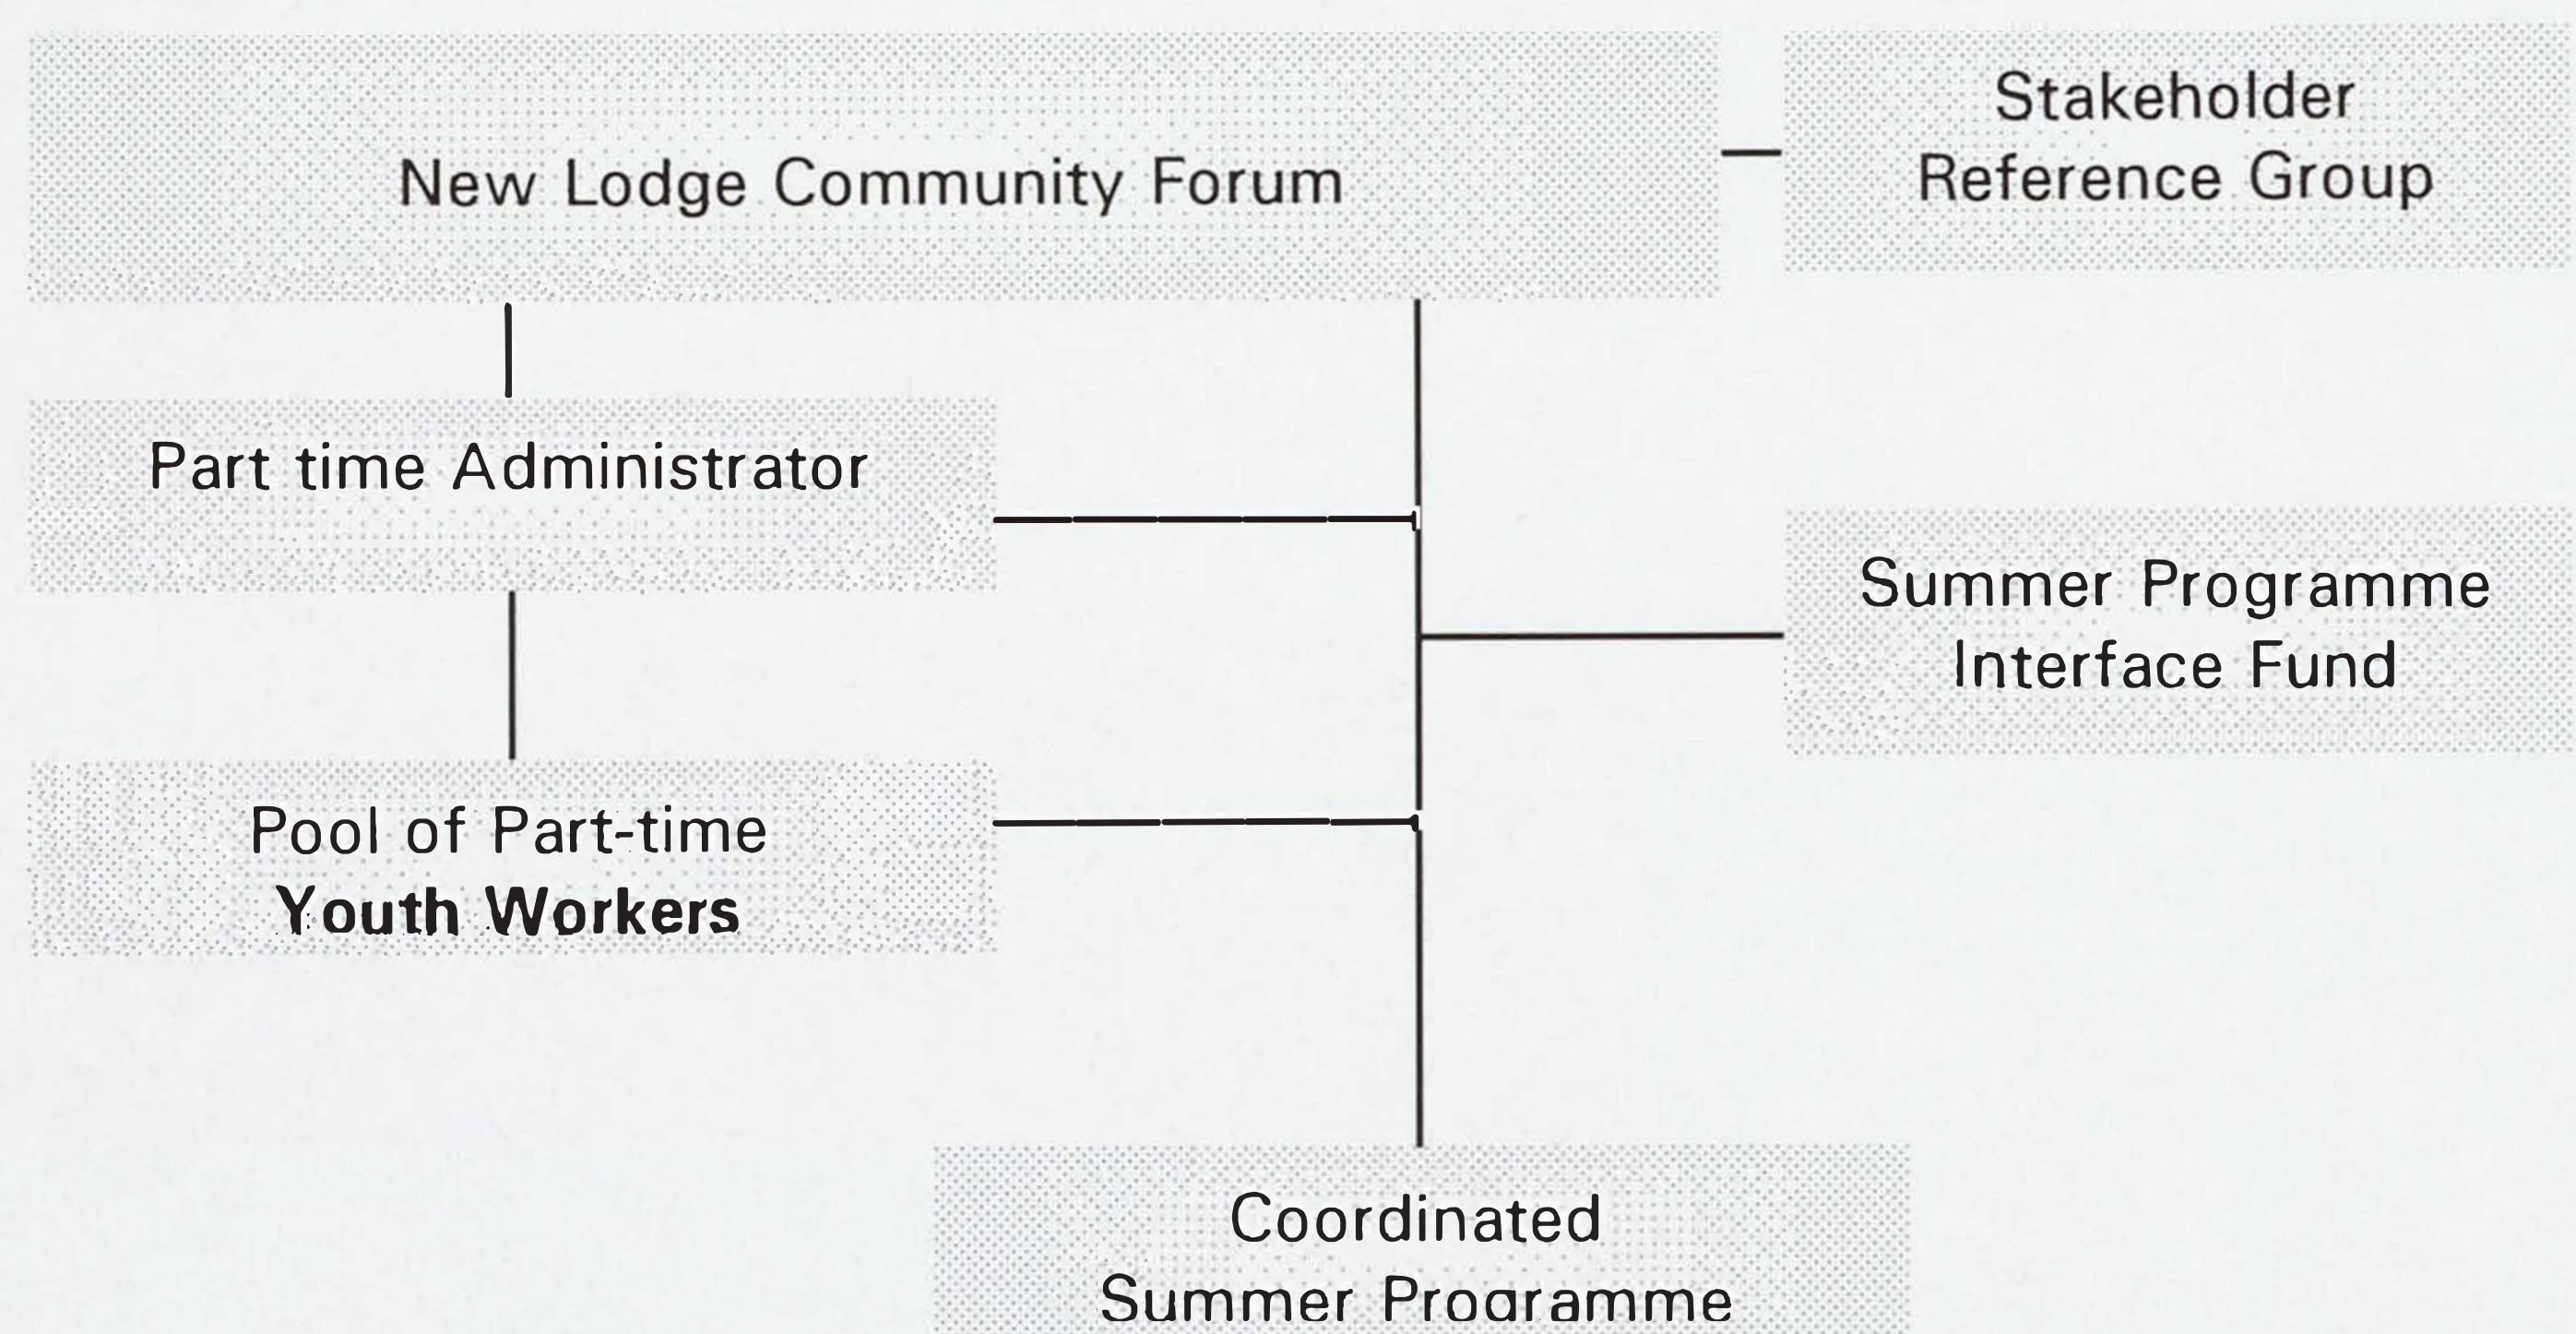 New Lodge Community Forum
Stakeholder
Reference Group
Part time Administrator
Summer Programme
Interface Fund
Pool of Part-time
Youth Workers
Coordinated
Summer Programme